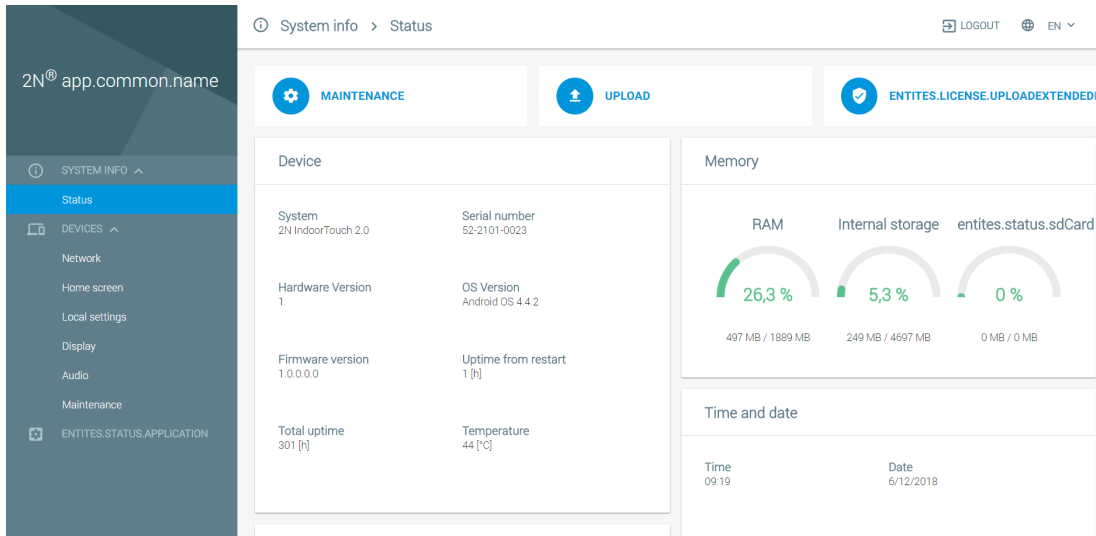 System info > Status
LOGOUT
EN
2N® app.common.name
MAINTENANCE
UPLOAD
ENTITES.LICENSE.UPLOADEXTENDED
SYSTEM INFO
Status
DEVICES
Network
Home screen
Local settings
Display
Audio
Maintenance
ENTITES.STATUS.APPLICATION
Device
System
2N IndoorTouch 2.0
Serial number
52-2101-0023
Hardware Version
1
OS Version
Android OS 4.4.2
Firmware version
1.0.0.0.0
Uptime from restart
1 [h]
Total uptime
301 [h]
Temperature
44 [°C]
Memory
RAM
26,3 %
497 MB / 1889 MB
Internal storage
5,3 %
249 MB / 4697 MB
entites.status.sdCard
0 %
0 MB / 0 MB
Time and date
Time
09:19
Date
6/12/2018